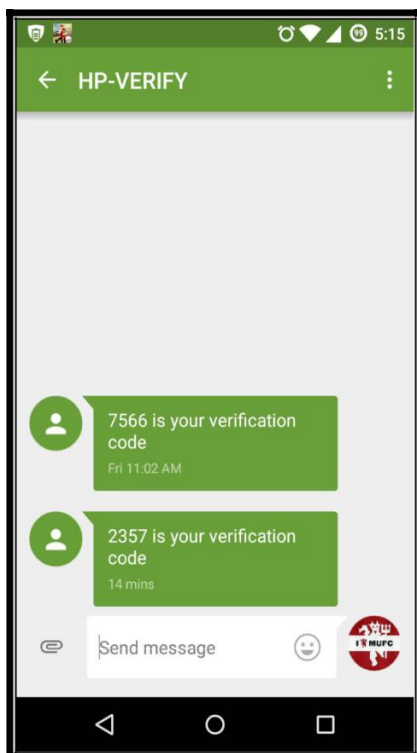 99 5:15
HP-VERIFY
7566 is your verification
code
Fri 11:02 AM
2357 is your verification
code
14 mins
Send message
I MUFC